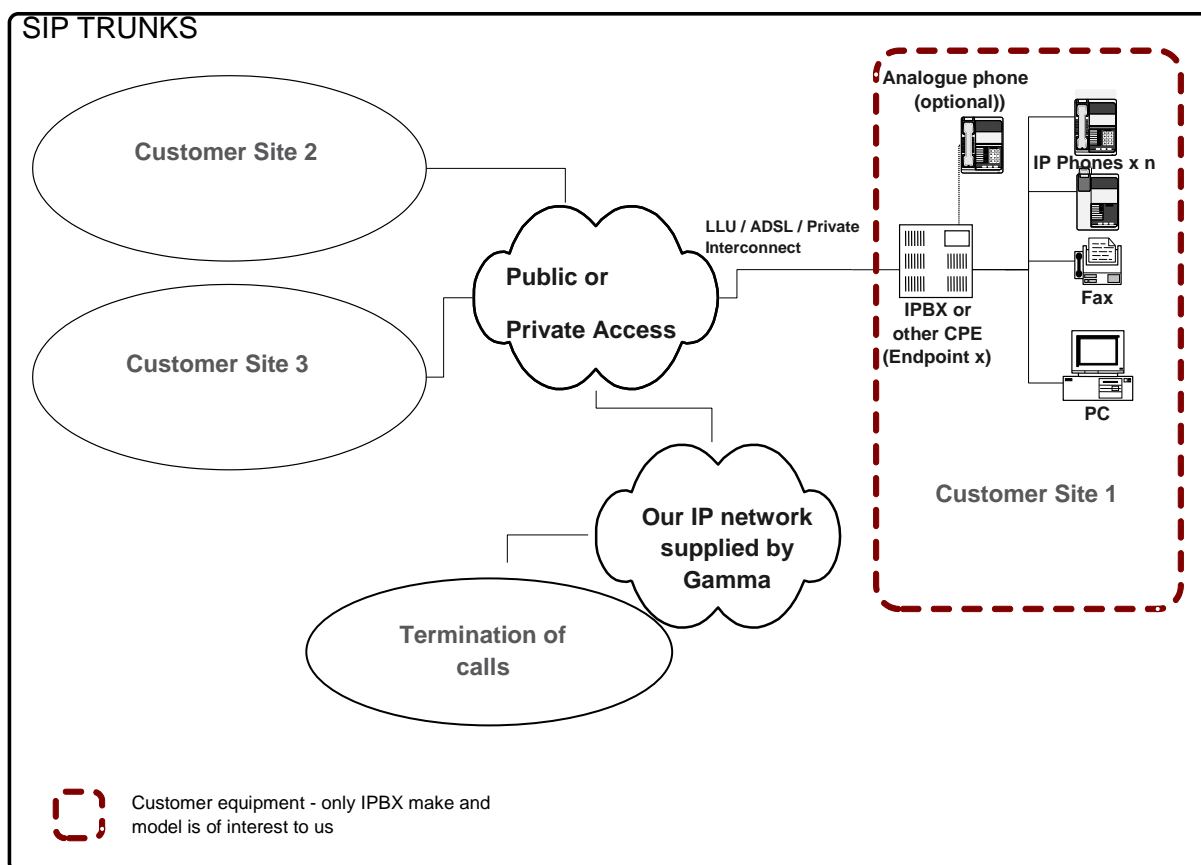 SIP TRUNKS
Customer Site 2
Customer Site 3
Public or
Private Access
LLU / ADSL / Private
Interconnect
Analogue phone
(optional))
IP Phones x n
IPBX or
other CPE
(Endpoint x)
Fax
PC
Customer Site 1
Our IP network
supplied by
Gamma
Termination of
calls
Customer equipment - only IPBX make and
model is of interest to us